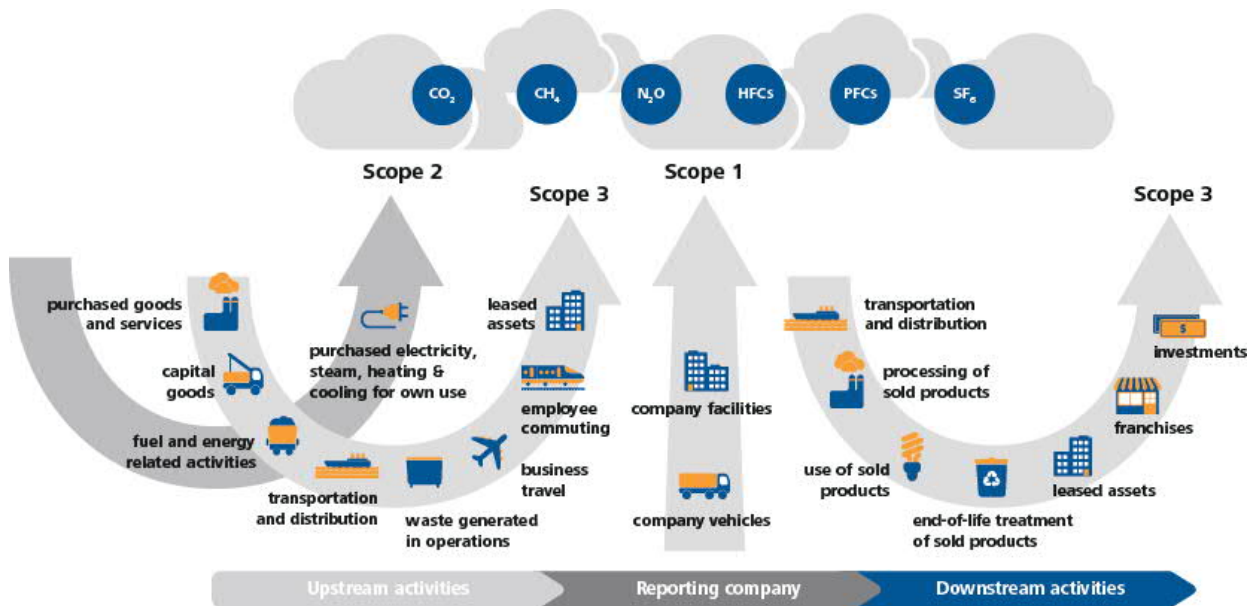 CO₂
CH₄
N₂O
HFCs
PFCs
SF₆
Scope 2
Scope 1
Scope 3
Scope 3
purchased goods
and services
capital
goods
fuel and energy
related activities
transportation
and distribution
waste generated
in operations
business
travel
employee
commuting
leased
assets
purchased electricity,
steam, heating &
cooling for own use
company facilities
company vehicles
transportation
and distribution
processing of
sold products
use of sold
products
end-of-life treatment
of sold products
leased assets
franchises
$
investments
Upstream activities
Reporting company
Downstream activities